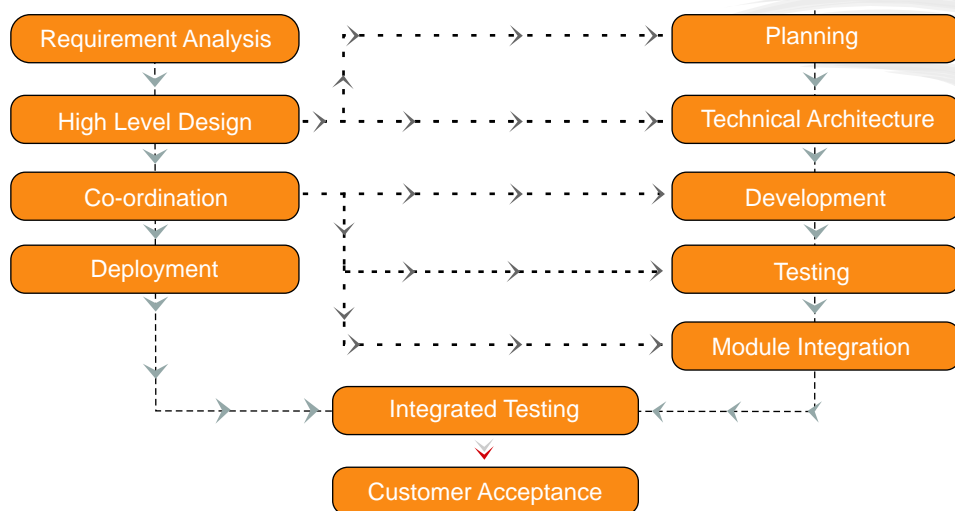 Requirement Analysis
Planning
High Level Design
Technical Architecture
Co-ordination
Development
Deployment
Testing
Module Integration
Integrated Testing
Customer Acceptance